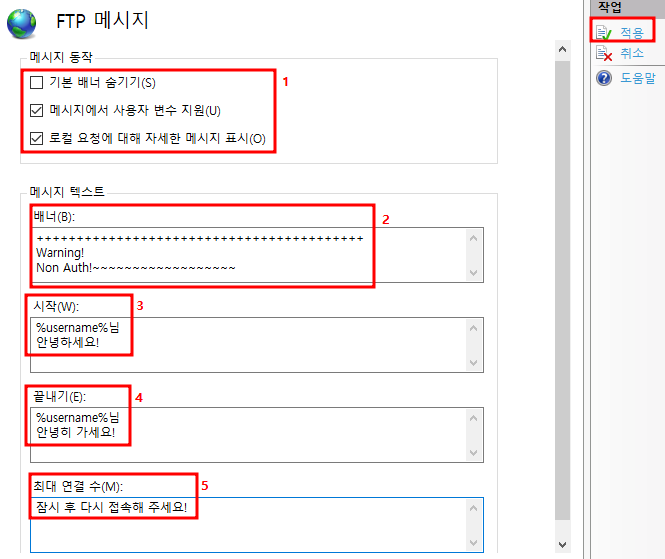 FTP 메시지
메시지 동작
기본 배너 숨기기(S)
1
메시지에서 사용자 변수 지원(U)
로컬 요청에 대해 자세한 메시지 표시(O)
메시지 텍스트
배너(B):
2
+++++++++++++++++++++++++++++++++++++++++
Warning!
Non Auth!~~~~~~~~~~~~~~~~~~
시작(W):
3
%username%님
안녕하세요!
끝내기(E):
4
%username%님
안녕히 가세요!
최대 연결 수(M):
5
잠시 후 다시 접속해 주세요!
작업
적용
취소
도움말